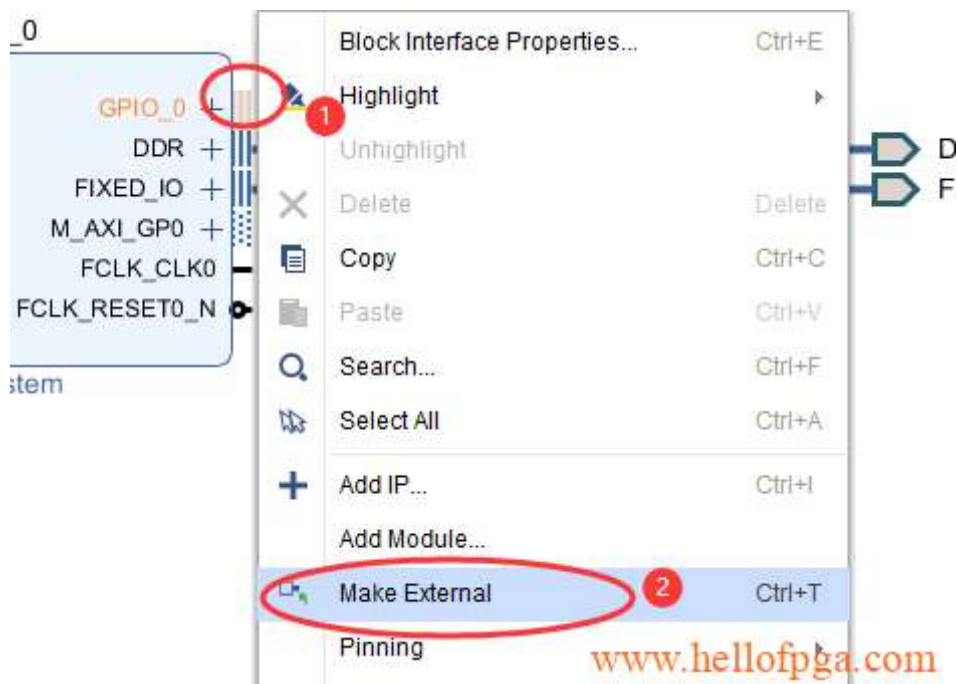 _0
GPIO_0
DDR
FIXED_IO
M_AXI_GP0
FCLK_CLK0
FCLK_RESET0_N
stem
Block Interface Properties... Ctrl+E
Highlight
1
Unhighlight
Delete Delete
Copy Ctrl+C
Paste Ctrl+V
Search... Ctrl+F
Select All Ctrl+A
Add IP... Ctrl+I
Add Module...
Make External 2 Ctrl+T
Pinning
D
F
www.hellofpga.com